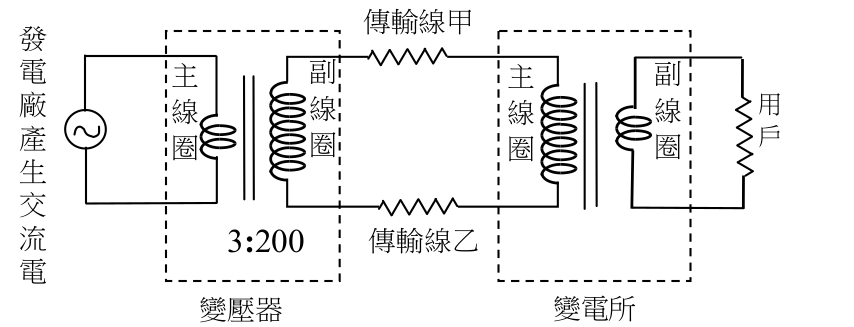 發電廠產生交流電
傳輸線甲
主線圈
副線圈
主線圈
副線圈
用戶
3:200
傳輸線乙
變壓器
變電所